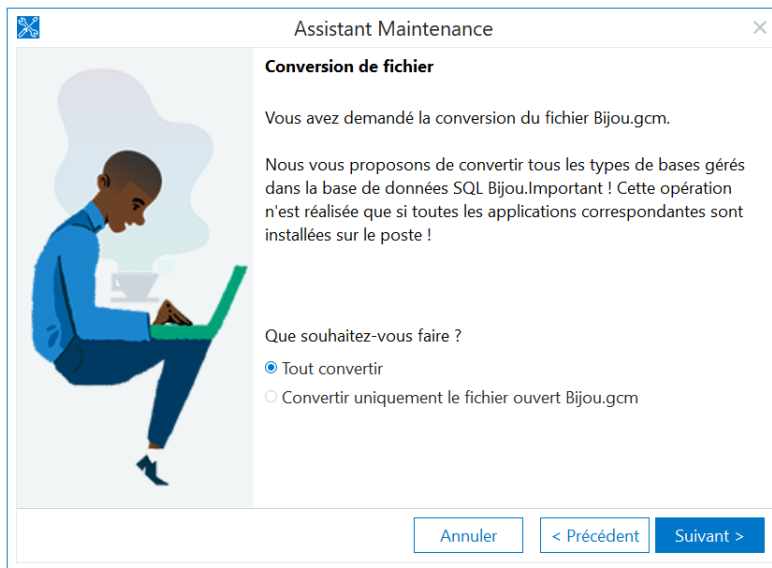 Assistant Maintenance
Conversion de fichier
Vous avez demandé la conversion du fichier Bijou.gcm.
Nous vous proposons de convertir tous les types de bases gérés
dans la base de données SQL Bijou.Important ! Cette opération
n'est réalisée que si toutes les applications correspondantes sont
installées sur le poste !
Que souhaitez-vous faire ?
Tout convertir
Convertir uniquement le fichier ouvert Bijou.gcm
Annuler
< Précédent
Suivant >